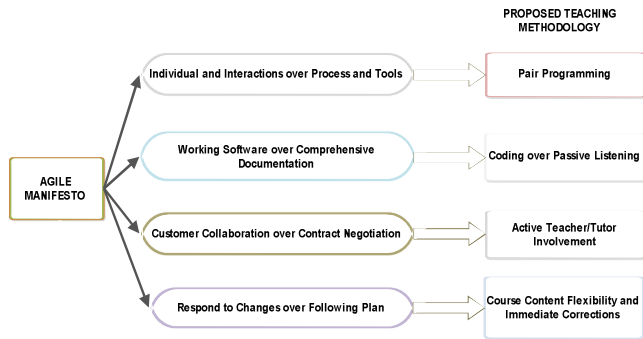 PROPOSED TEACHING
METHODOLOGY
Individual and Interactions over Process and Tools
Pair Programming
Working Software over Comprehensive
Documentation
Coding over Passive Listening
AGILE
MANIFESTO
Customer Collaboration over Contract Negotiation
Active Teacher/Tutor
Involvement
Respond to Changes over Following Plan
Course Content Flexibility and
Immediate Corrections